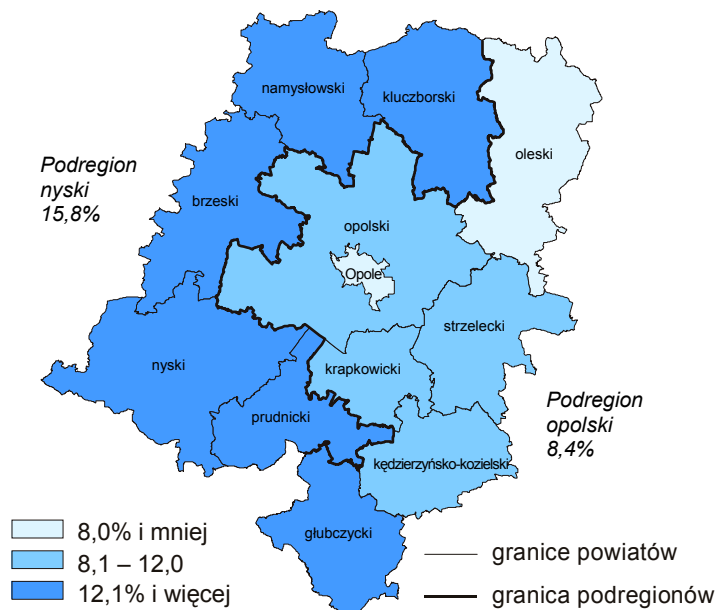 namysłowski
kluczborski
oleski
Podregion
nyski
15,8%
brzeski
opolski
Opole
strzelecki
nyski
krapkowicki
prudnicki
Podregion
opolski
8,4%
kędzierzyńsko-kozielski
głubczycki
8,0% i mniej
8,1 – 12,0
12,1% i więcej
granice powiatów
granica podregionów